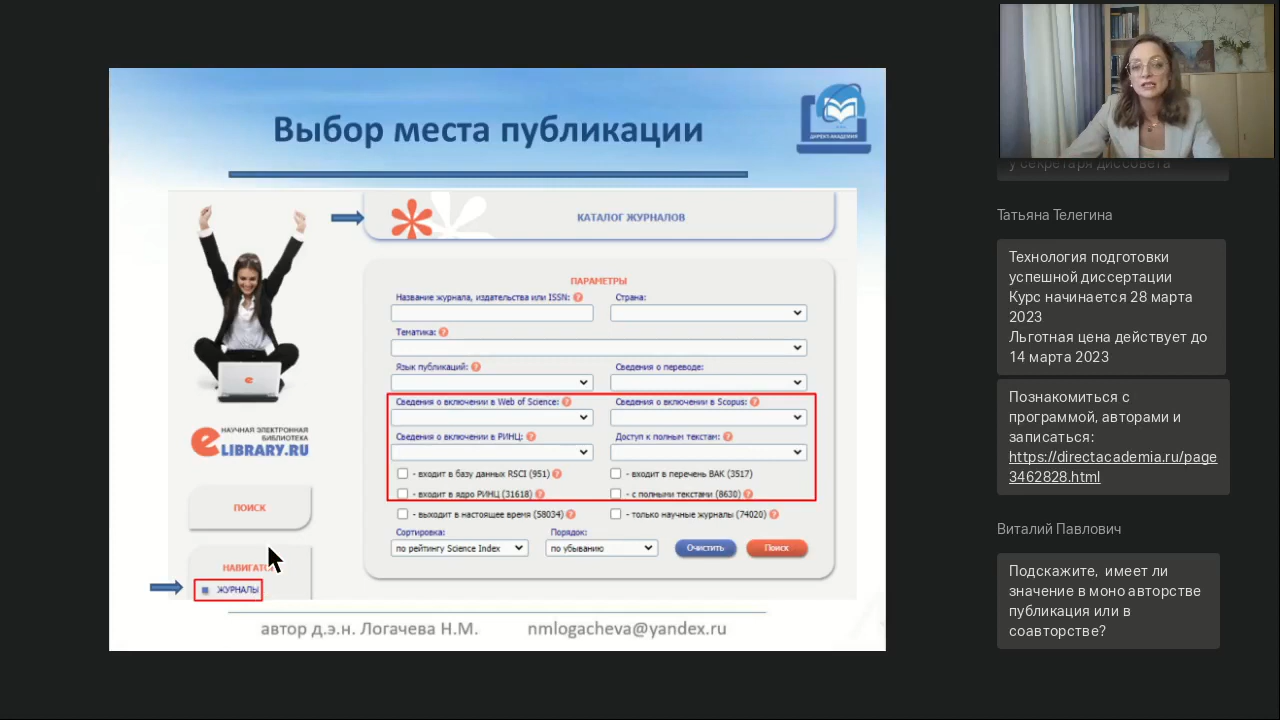 Выбор места публикации
ДИРЕКТ-АКАДЕМИЯ
КАТАЛОГ ЖУРНАЛОВ
ПАРАМЕТРЫ
Название журнала, издательства или ISSN: ?
Страна:
Тематика: ?
Язык публикаций: ?
Сведения о переводе:
Сведения о включении в Web of Science: ?
Сведения о включении в Scopus: ?
Сведения о включении в РИНЦ: ?
Доступ к полным текстам: ?
- входит в базу данных RSCI (951) ?
- входит в перечень ВАК (3517)
- входит в ядро РИНЦ (31618) ?
- с полными текстами (8630) ?
- выходит в настоящее время (58034) ?
- только научные журналы (74020) ?
Сортировка:
Порядок:
по рейтингу Science Index
по убыванию
Очистить
Поиск
НАУЧНАЯ ЭЛЕКТРОННАЯ
БИБЛИОТЕКА
eLIBRARY.RU
ПОИСК
НАВИГАТО
ЖУРНАЛЫ
автор д.э.н. Логачева Н.М.
nmlogacheva@yandex.ru
у секретаря диссовета
Татьяна Телегина
Технология подготовки
успешной диссертации
Курс начинается 28 марта
2023
Льготная цена действует до
14 марта 2023
Познакомиться с
программой, авторами и
записаться:
https://directacademia.ru/page
3462828.html
Виталий Павлович
Подскажите, имеет ли
значение в моно авторстве
публикация или в
соавторстве?